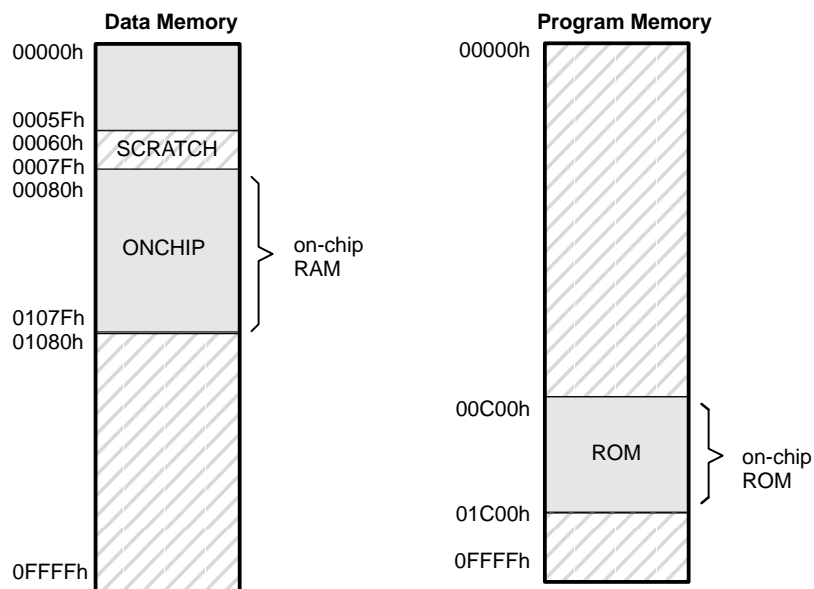 Data Memory
00000h
0005Fh
00060h
SCRATCH
0007Fh
00080h
ONCHIP
on-chip
RAM
0107Fh
01080h
0FFFFh
Program Memory
00000h
00C00h
ROM
on-chip
ROM
01C00h
0FFFFh